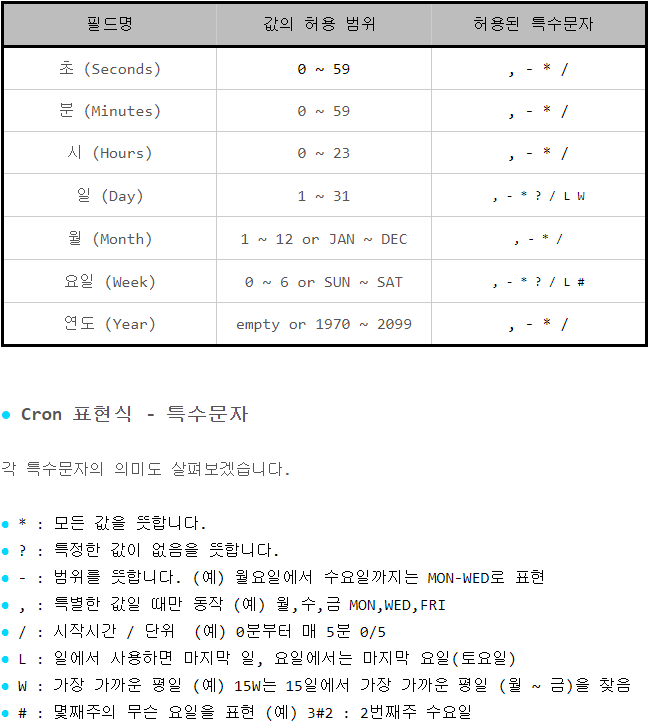 필드명 값의 허용 범위 허용된 특수문자
초 (Seconds) 0 ~ 59 , - * /
분 (Minutes) 0 ~ 59 , - * /
시 (Hours) 0 ~ 23 , - * /
일 (Day) 1 ~ 31 , - * ? / L W
월 (Month) 1 ~ 12 or JAN ~ DEC , - * /
요일 (Week) 0 ~ 6 or SUN ~ SAT , - * ? / L #
연도 (Year) empty or 1970 ~ 2099 , - * /
● Cron 표현식 - 특수문자
각 특수문자의 의미도 살펴보겠습니다.
● * : 모든 값을 뜻합니다.
● ? : 특정한 값이 없음을 뜻합니다.
● - : 범위를 뜻합니다. (예) 월요일에서 수요일까지는 MON-WED로 표현
● , : 특별한 값일 때만 동작 (예) 월,수,금 MON,WED,FRI
● / : 시작시간 / 단위  (예) 0분부터 매 5분 0/5
● L : 일에서 사용하면 마지막 일, 요일에서는 마지막 요일(토요일)
● W : 가장 가까운 평일 (예) 15W는 15일에서 가장 가까운 평일 (월 ~ 금)을 찾음
● # : 몇째주의 무슨 요일을 표현 (예) 3#2 : 2번째주 수요일